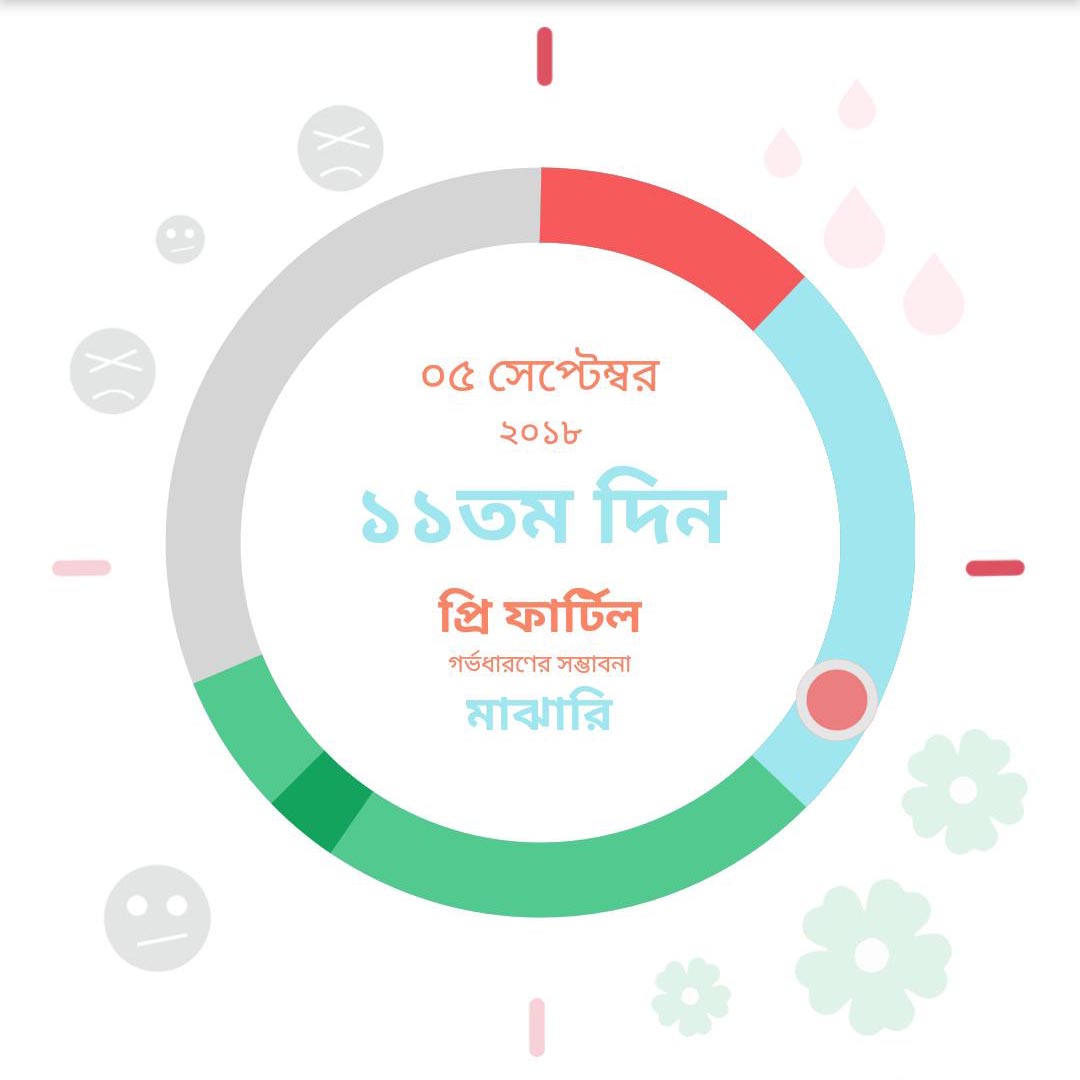 ০৫ সেপ্টেম্বর
২০১৮
১১তম দিন
প্রি ফার্টিল
গর্ভধারণের সম্ভাবনা
মাঝারি